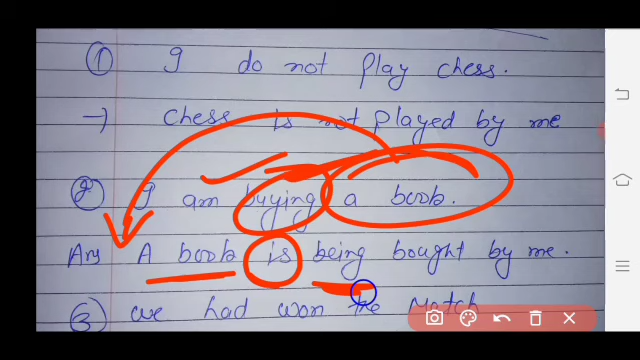 ① I do not play chess.
→ Chess is not played by me
② I am buying a book.
Ans A book is being bought by me.
③ We had won the match